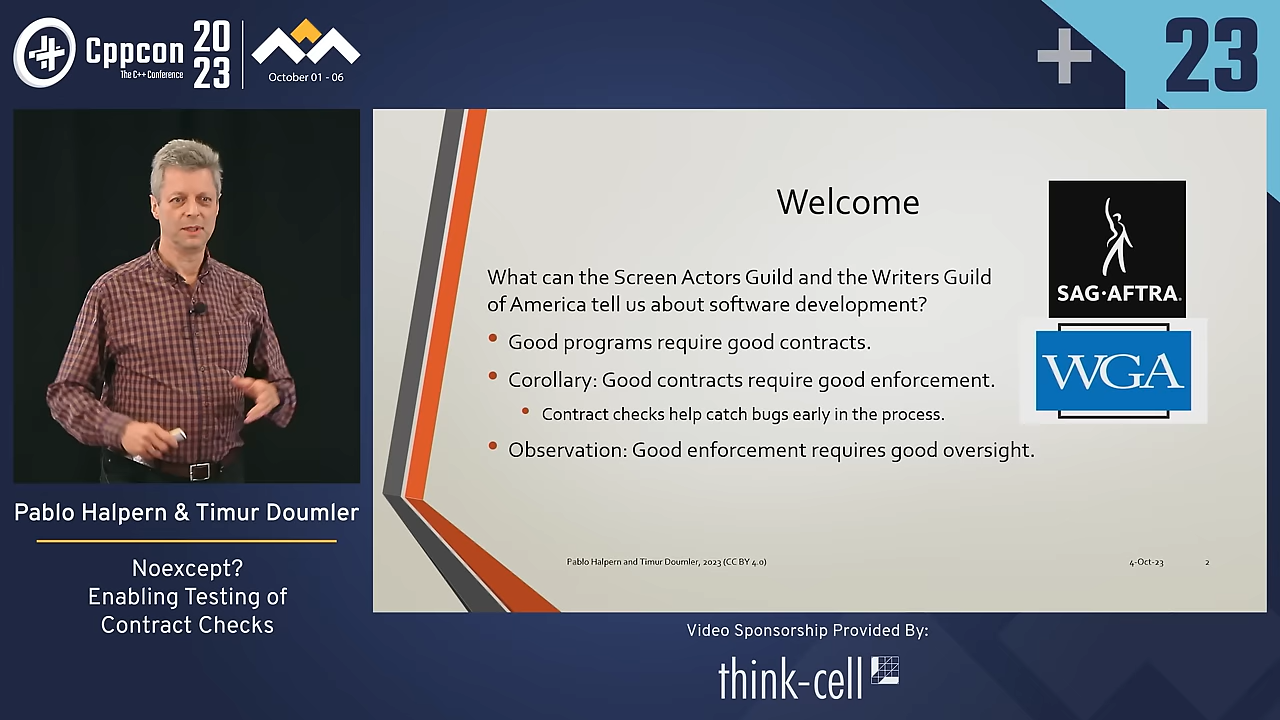 Cppcon
The C++ Conference
20
23
October 01 - 06
23
Welcome
What can the Screen Actors Guild and the Writers Guild
of America tell us about software development?
• Good programs require good contracts.
• Corollary: Good contracts require good enforcement.
• Contract checks help catch bugs early in the process.
• Observation: Good enforcement requires good oversight.
SAG·AFTRA.
WGA
Pablo Halpern and Timur Doumler, 2023 (CC BY 4.0)
4-Oct-23
2
Pablo Halpern & Timur Doumler
Noexcept?
Enabling Testing of
Contract Checks
Video Sponsorship Provided By:
think-cell